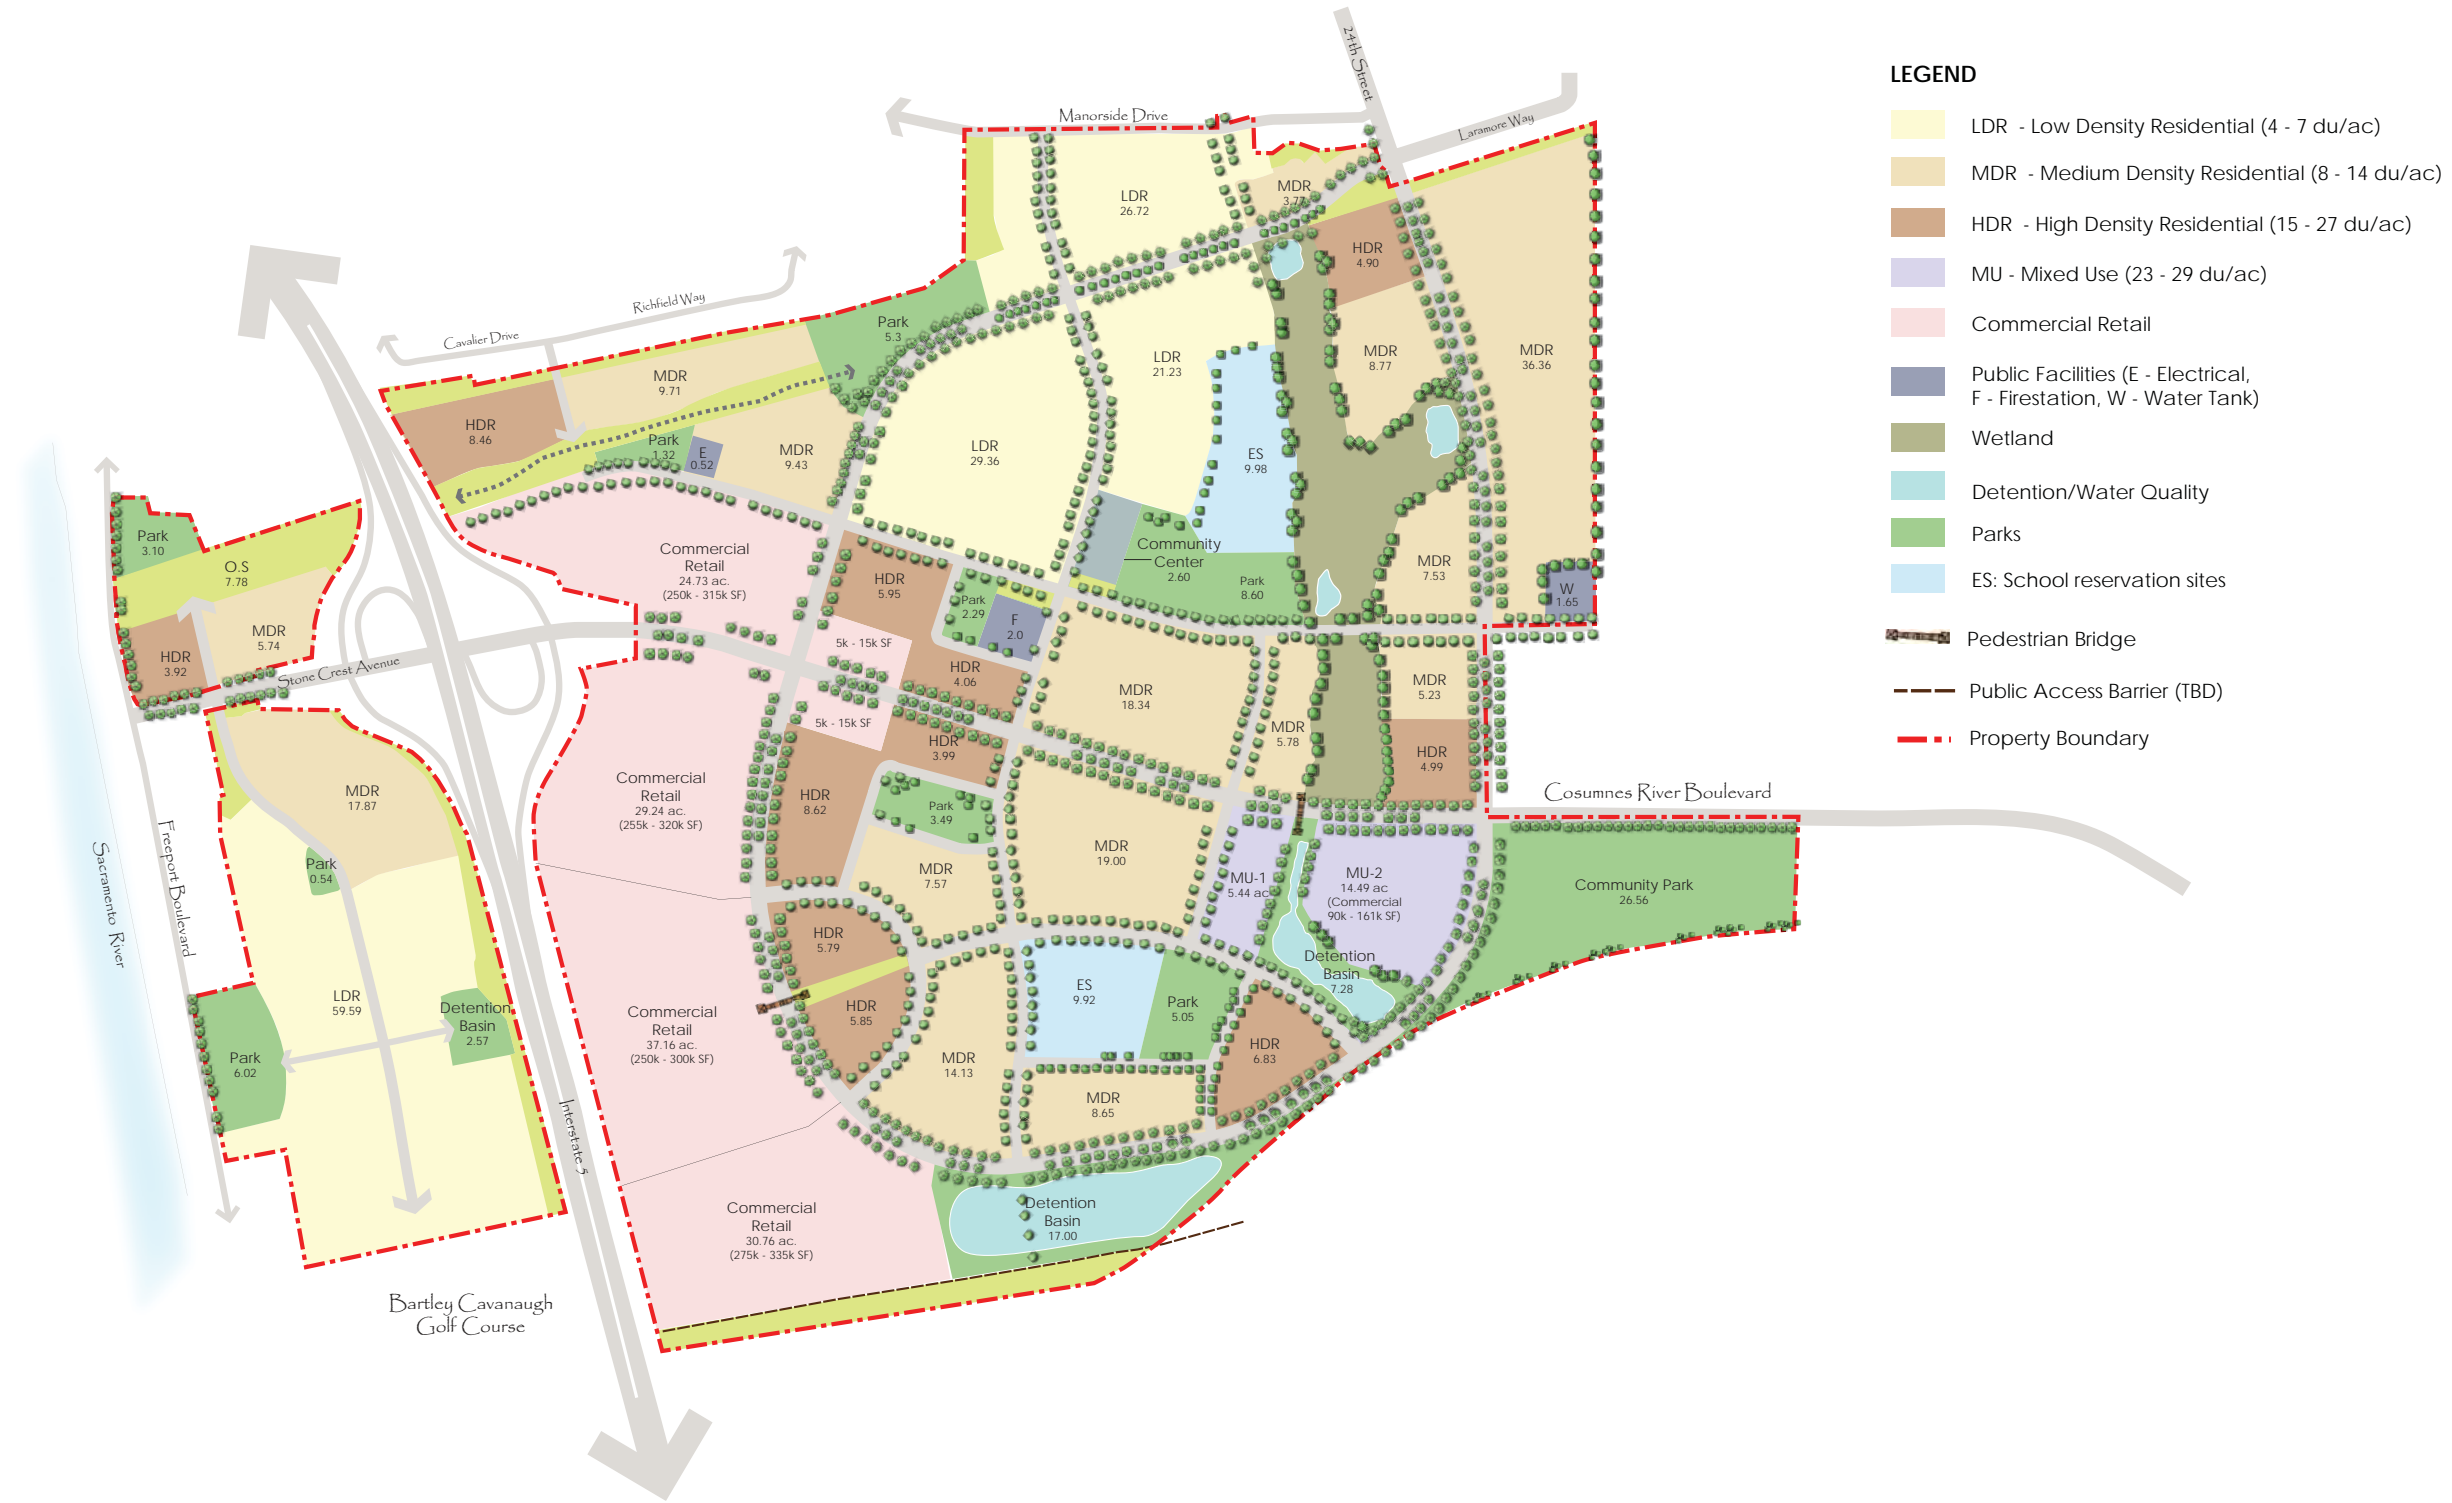 24th Street
Manorside Drive
Laramore Way
LDR
26.72
MDR
3.77
HDR
4.90
Richfield Way
Cavalier Drive
Park
5.3
MDR
9.71
LDR
21.23
MDR
8.77
MDR
36.36
HDR
8.46
Park
1.32
E
0.52
MDR
9.43
LDR
29.36
ES
9.98
Park
3.10
O.S
7.78
Commercial
Retail
24.73 ac.
(250k - 315k SF)
HDR
5.95
Park
2.29
F
2.0
Community
Center
2.60
Park
8.60
MDR
7.53
W
1.65
MDR
5.74
HDR
3.92
Stone Crest Avenue
5k - 15k SF
HDR
4.06
MDR
18.34
MDR
5.23
5k - 15k SF
HDR
3.99
MDR
5.78
HDR
4.99
MDR
17.87
Commercial
Retail
29.24 ac.
(255k - 320k SF)
HDR
8.62
Park
3.49
Cosumnes River Boulevard
Park
0.54
MDR
7.57
MDR
19.00
MU-1
5.44 ac
MU-2
14.49 ac
(Commercial
90k - 161k SF)
Community Park
26.56
Sacramento River
Freeport Boulevard
HDR
5.79
Detention
Basin
7.28
LDR
59.59
Detention
Basin
2.57
Commercial
Retail
37.16 ac.
(250k - 300k SF)
HDR
5.85
ES
9.92
Park
5.05
HDR
6.83
Park
6.02
MDR
14.13
MDR
8.65
Interstate 5
Commercial
Retail
30.76 ac.
(275k - 335k SF)
Detention
Basin
17.00
Bartley Cavanaugh
Golf Course
LEGEND
LDR - Low Density Residential (4 - 7 du/ac)
MDR - Medium Density Residential (8 - 14 du/ac)
HDR - High Density Residential (15 - 27 du/ac)
MU - Mixed Use (23 - 29 du/ac)
Commercial Retail
Public Facilities (E - Electrical,
F - Firestation, W - Water Tank)
Wetland
Detention/Water Quality
Parks
ES: School reservation sites
Pedestrian Bridge
Public Access Barrier (TBD)
Property Boundary